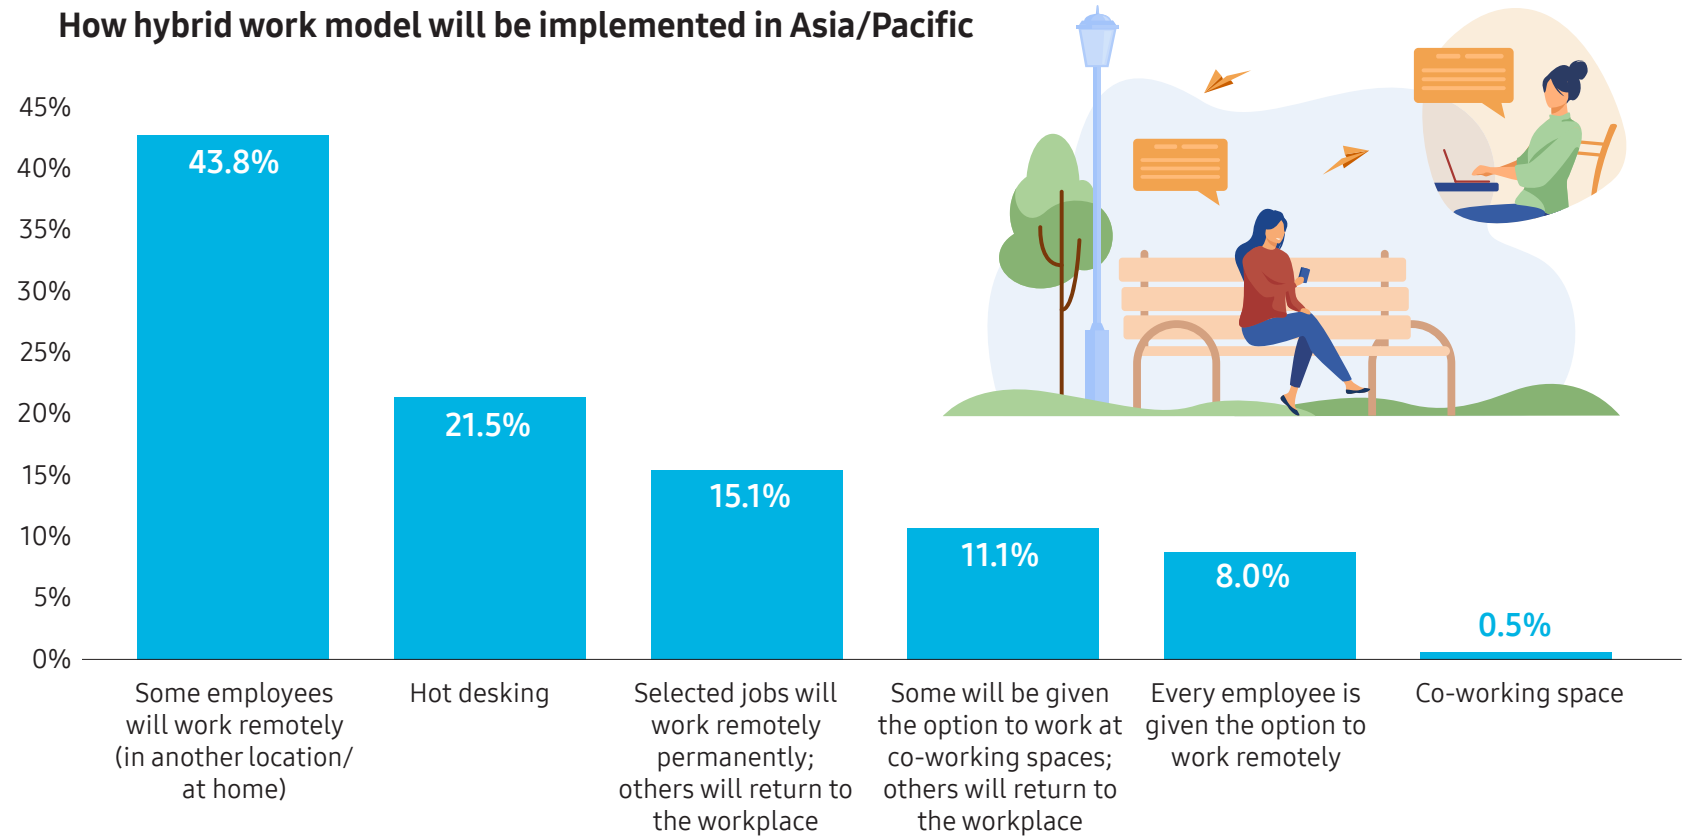 How hybrid work model will be implemented in Asia/Pacific
45%
40%
35%
30%
25%
20%
15%
10%
5%
0%
43.8%
21.5%
15.1%
11.1%
8.0%
0.5%
Some employees
will work remotely
(in another location/
at home)
Hot desking
Selected jobs will
work remotely
permanently;
others will return to
the workplace
Some will be given
the option to work at
co-working spaces;
others will return to
the workplace
Every employee is
given the option to
work remotely
Co-working space